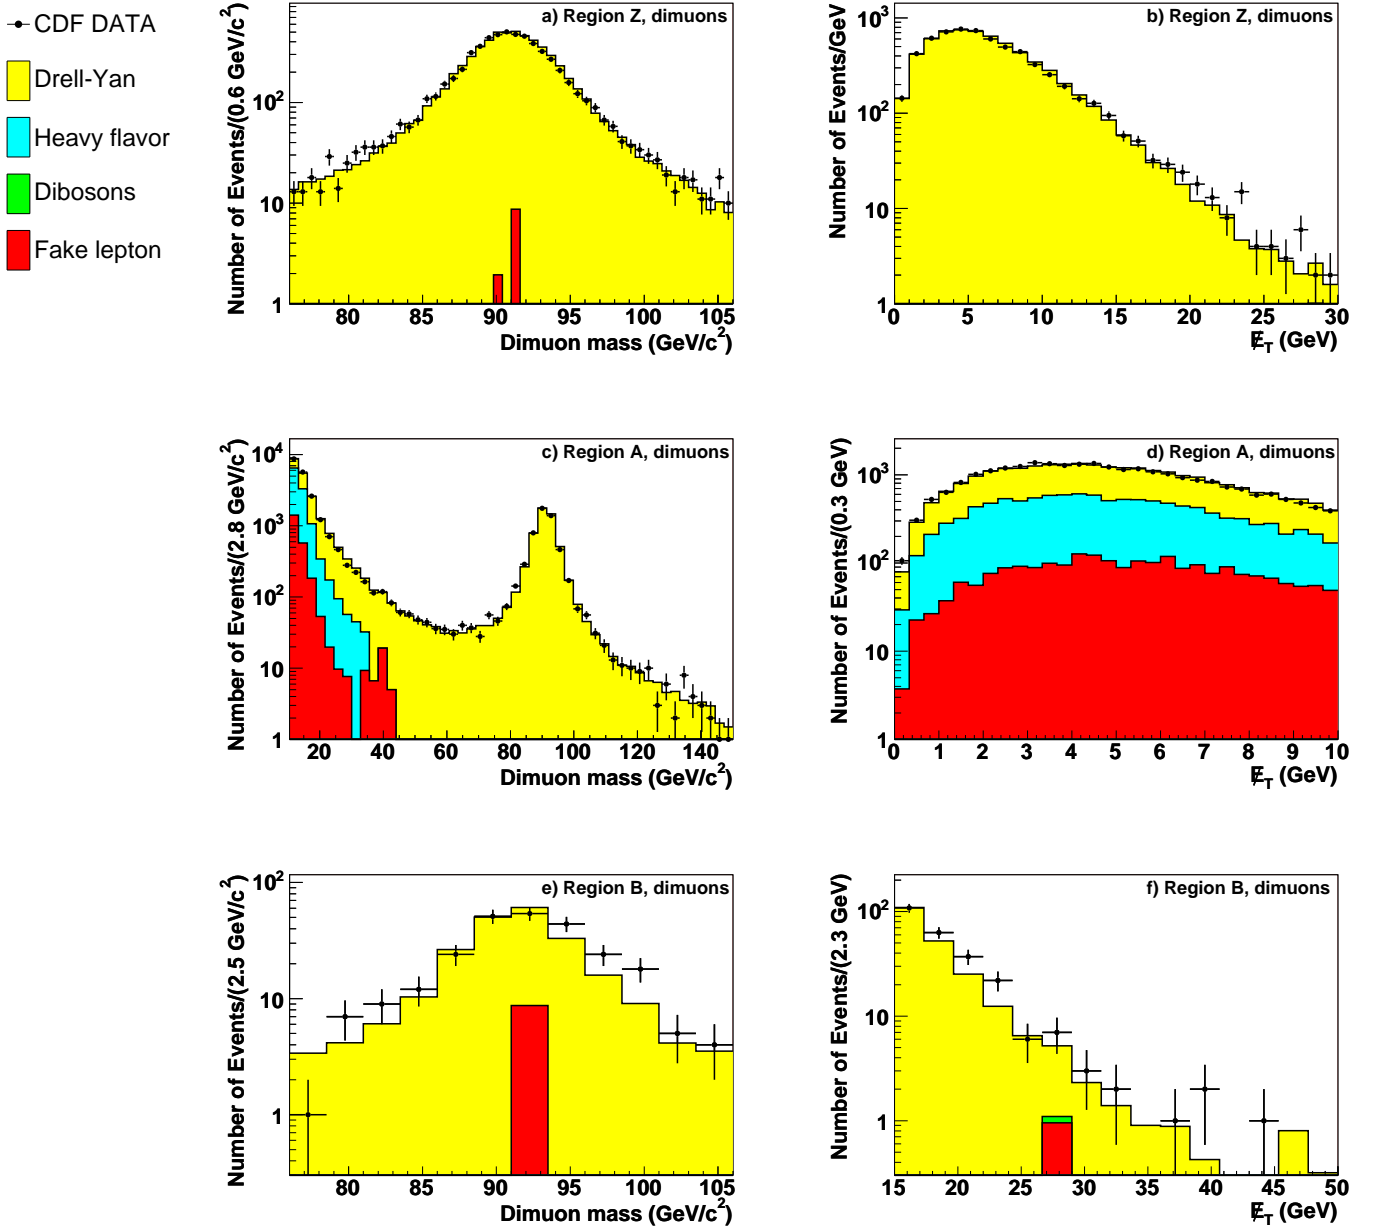 CDF DATA
Drell-Yan
Heavy flavor
Dibosons
Fake lepton
a) Region Z, dimuons
Number of Events/(0.6 GeV/c²)
10²
10
1
80 85 90 95 100 105
Dimuon mass (GeV/c²)
b) Region Z, dimuons
Number of Events/GeV
10³
10²
10
1
0 5 10 15 20 25 30
E̸_T (GeV)
c) Region A, dimuons
Number of Events/(2.8 GeV/c²)
10⁴
10³
10²
10
1
20 40 60 80 100 120 140
Dimuon mass (GeV/c²)
d) Region A, dimuons
Number of Events/(0.3 GeV)
10³
10²
10
1
0 1 2 3 4 5 6 7 8 9 10
E̸_T (GeV)
e) Region B, dimuons
Number of Events/(2.5 GeV/c²)
10²
10
1
80 85 90 95 100 105
Dimuon mass (GeV/c²)
f) Region B, dimuons
Number of Events/(2.3 GeV)
10²
10
1
15 20 25 30 35 40 45 50
E̸_T (GeV)